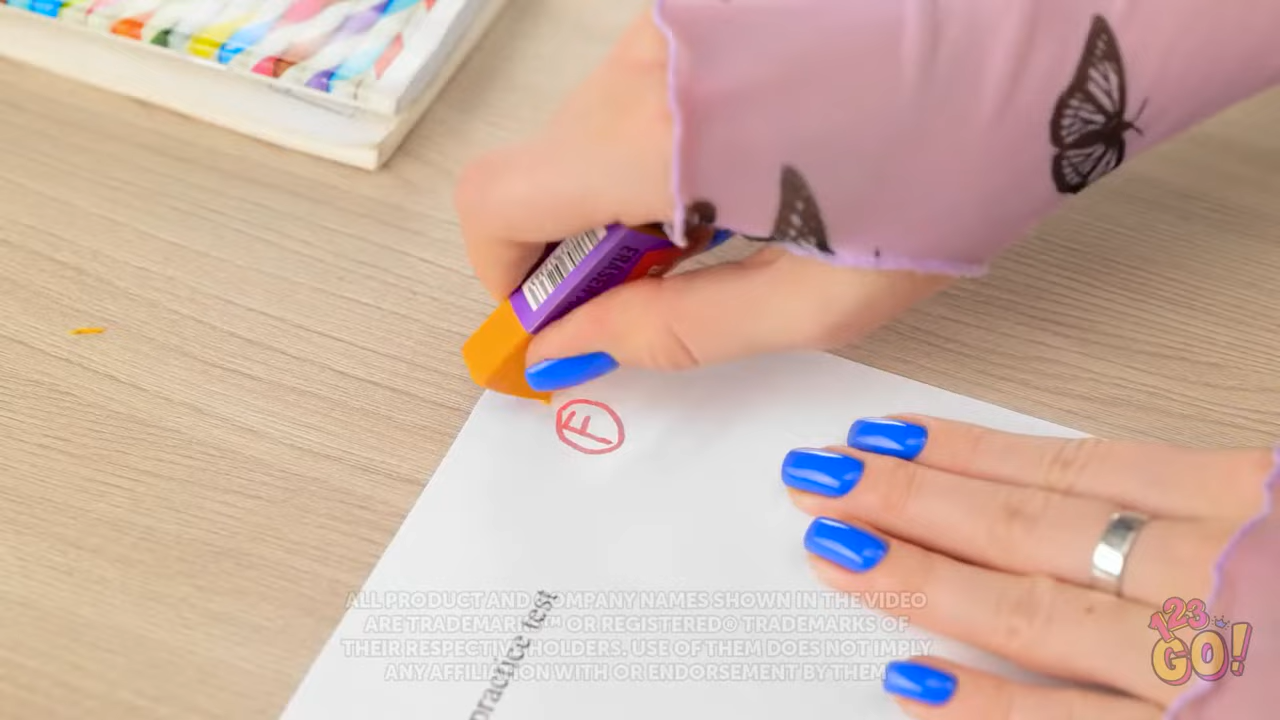 ERASER
F
practice test
ALL PRODUCT AND COMPANY NAMES SHOWN IN THE VIDEO
ARE TRADEMARKS™ OR REGISTERED® TRADEMARKS OF
THEIR RESPECTIVE HOLDERS. USE OF THEM DOES NOT IMPLY
ANY AFFILIATION WITH OR ENDORSEMENT BY THEM
123
GO!